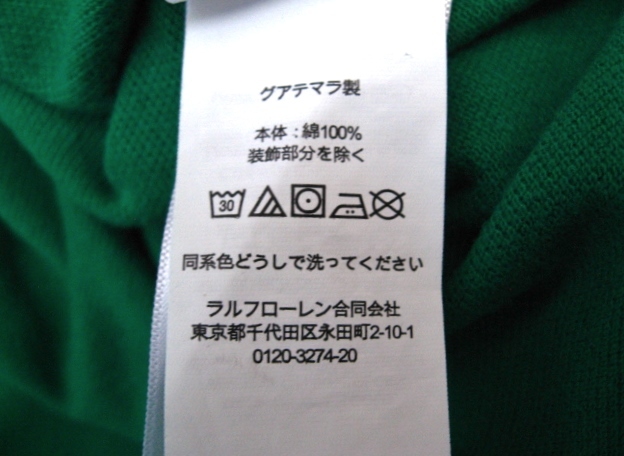 グアテマラ製
本体：綿100%
装飾部分を除く
30
同系色どうしで洗ってください
ラルフローレン合同会社
東京都千代田区永田町2-10-1
0120-3274-20